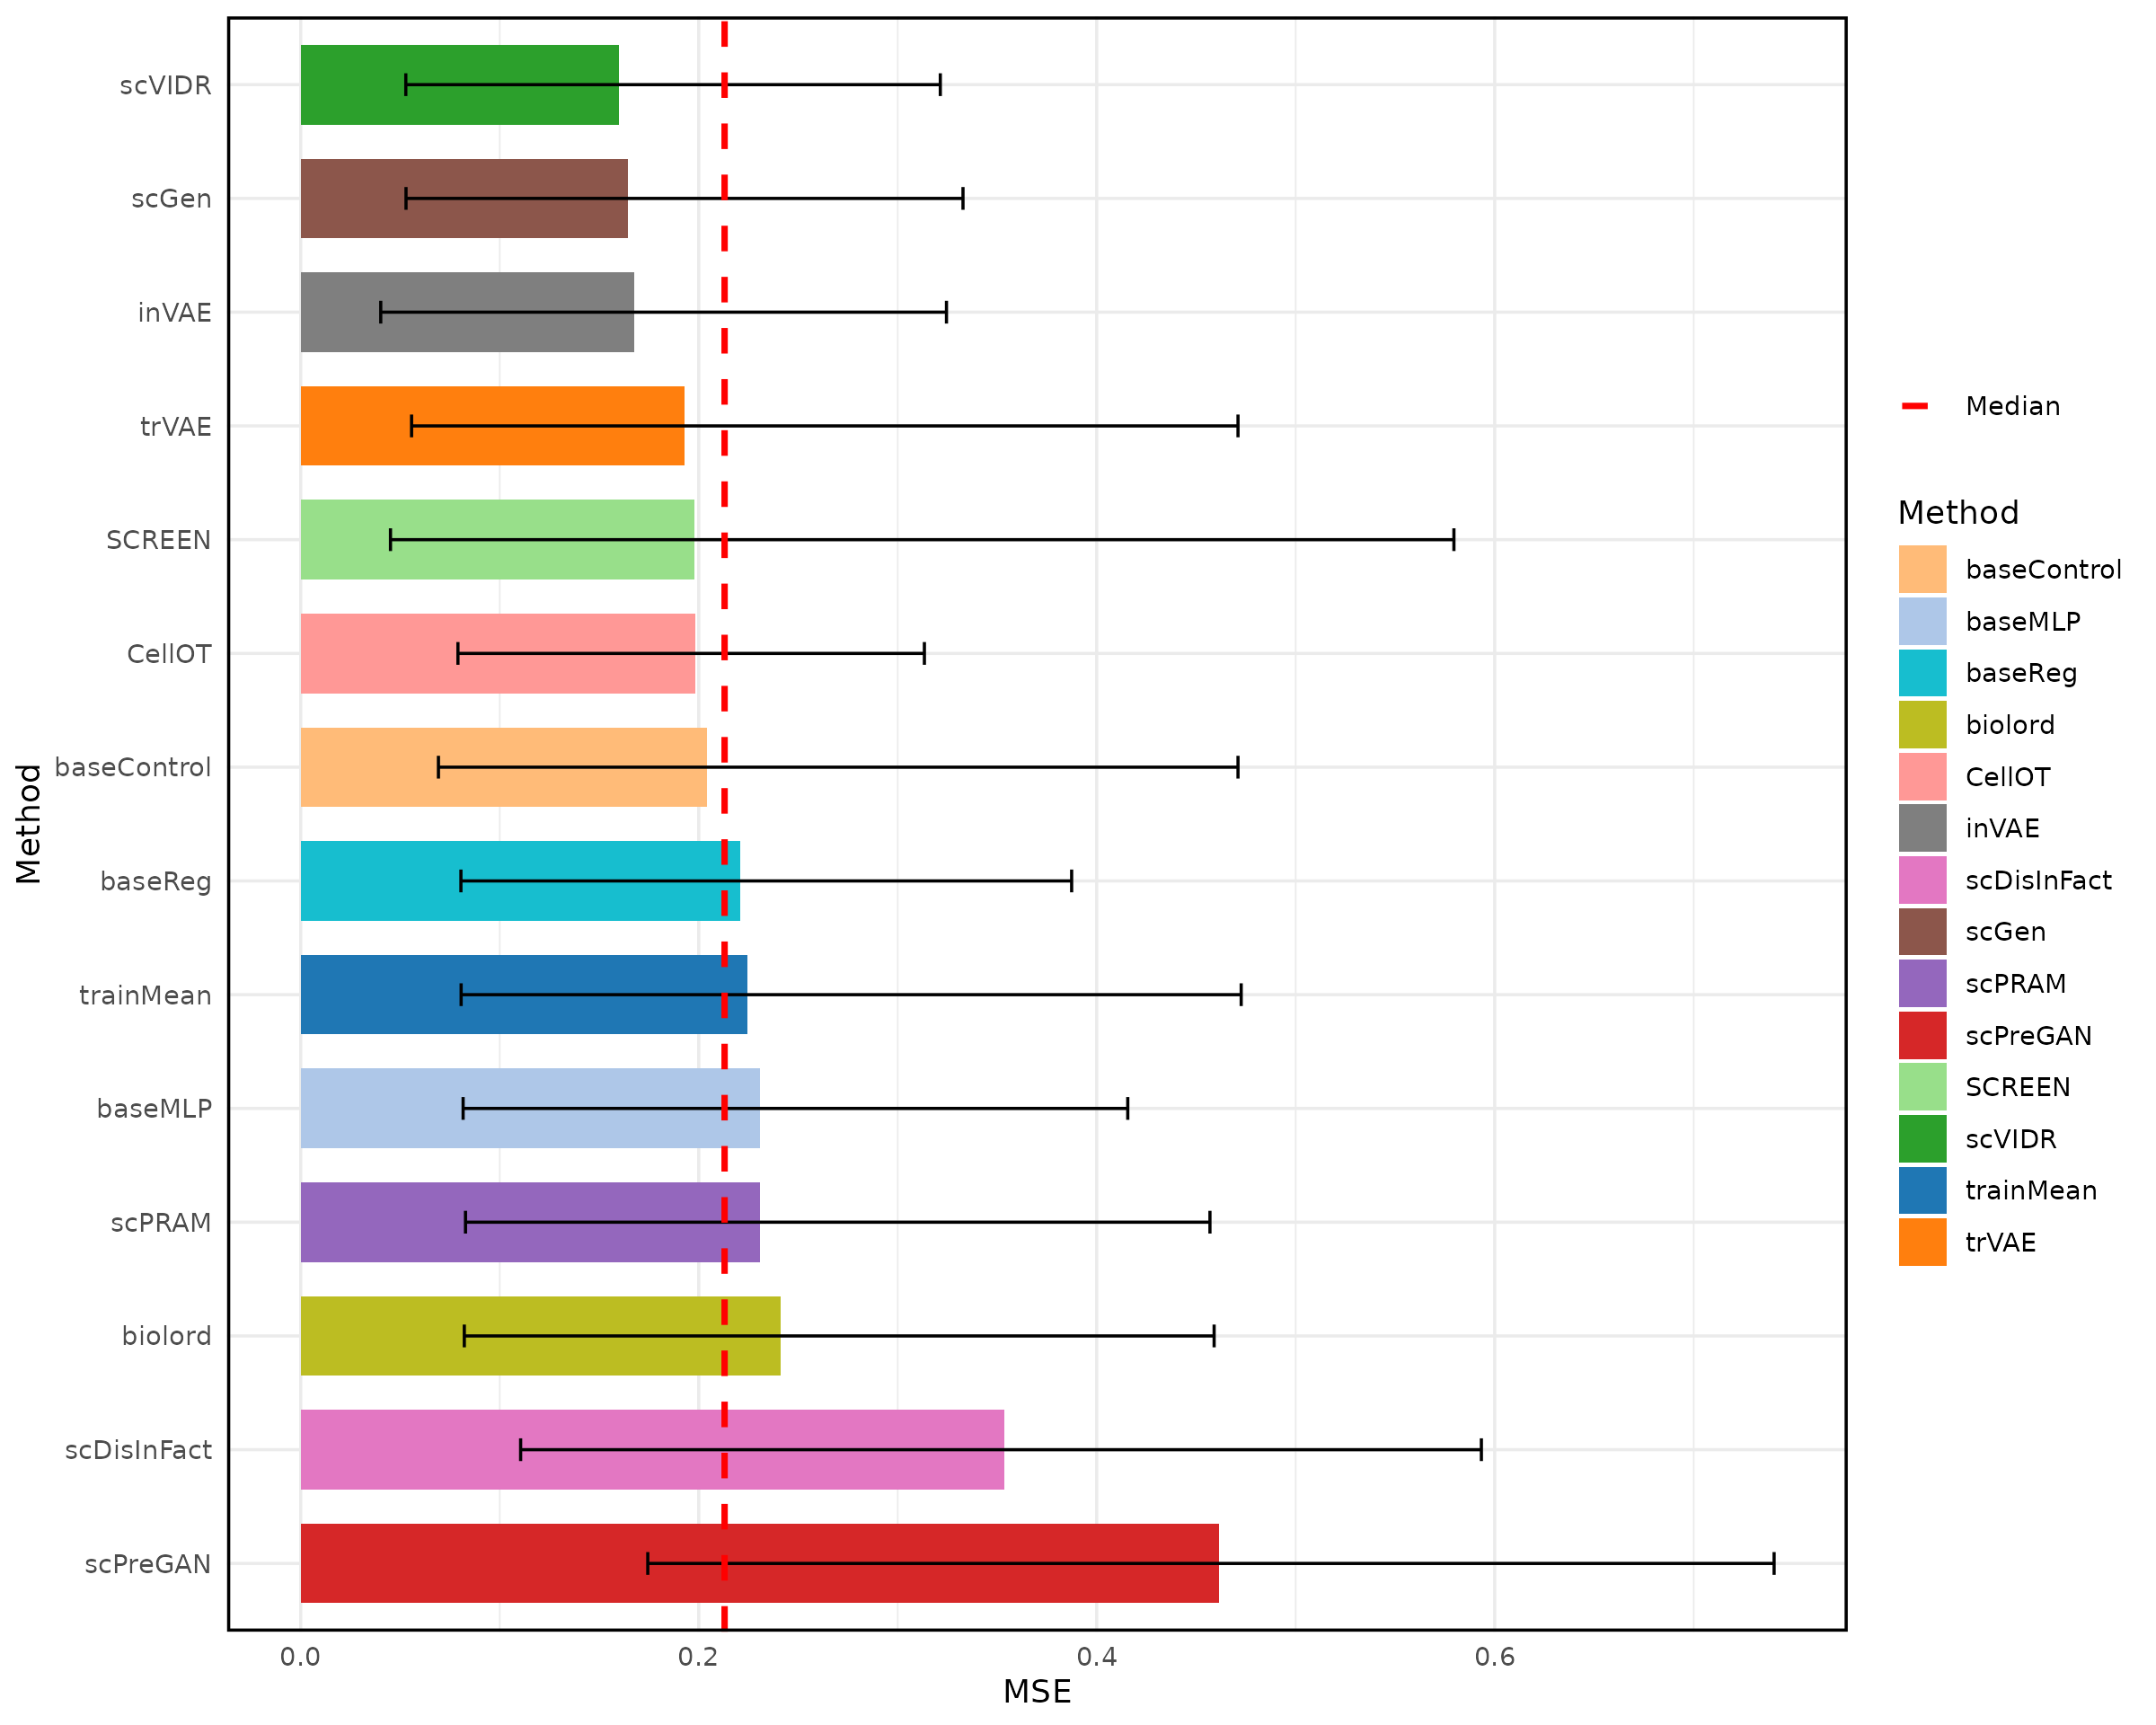 Method
scVIDR
scGen
inVAE
trVAE
SCREEN
CellOT
baseControl
baseReg
trainMean
baseMLP
scPRAM
biolord
scDisInFact
scPreGAN
0.0 0.2 0.4 0.6
MSE
Median
Method
baseControl
baseMLP
baseReg
biolord
CellOT
inVAE
scDisInFact
scGen
scPRAM
scPreGAN
SCREEN
scVIDR
trainMean
trVAE